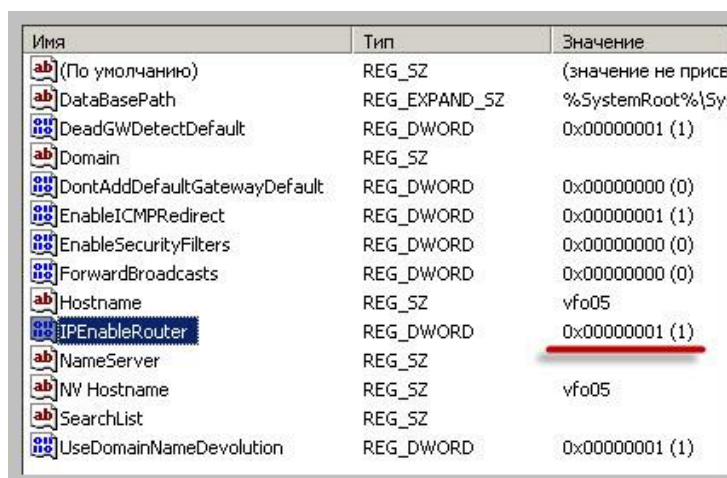 Имя Тип Значение
(По умолчанию) REG_SZ (значение не присв
DataBasePath REG_EXPAND_SZ %SystemRoot%\Sy
DeadGWDetectDefault REG_DWORD 0x00000001 (1)
Domain REG_SZ
DontAddDefaultGatewayDefault REG_DWORD 0x00000000 (0)
EnableICMPRedirect REG_DWORD 0x00000001 (1)
EnableSecurityFilters REG_DWORD 0x00000000 (0)
ForwardBroadcasts REG_DWORD 0x00000000 (0)
Hostname REG_SZ vfo05
IPEnableRouter REG_DWORD 0x00000001 (1)
NameServer REG_SZ
NV Hostname REG_SZ vfo05
SearchList REG_SZ
UseDomainNameDevolution REG_DWORD 0x00000001 (1)